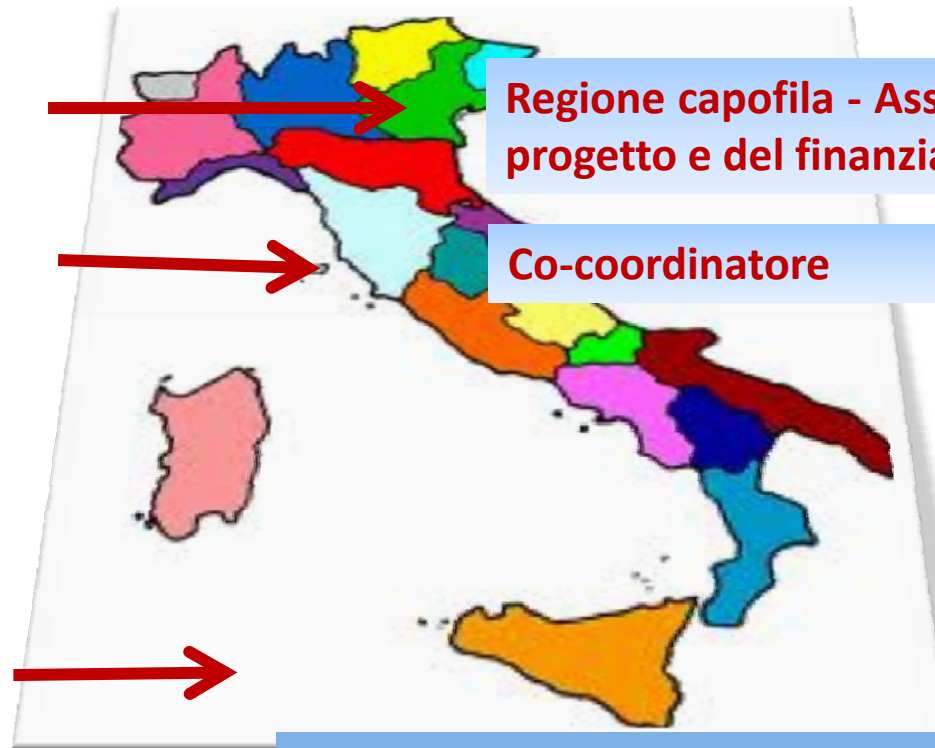 Regione capofila - Ass
progetto e del finanzia
Co-coordinatore